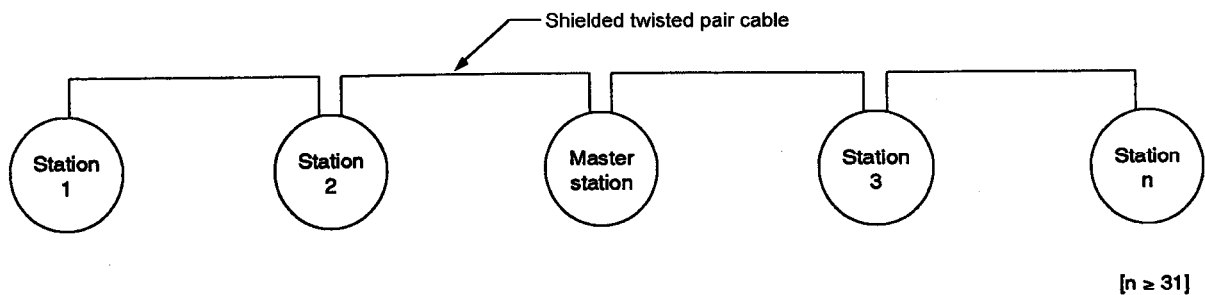 Shielded twisted pair cable
Station
1
Station
2
Master
station
Station
3
Station
n
[n ≥ 31]